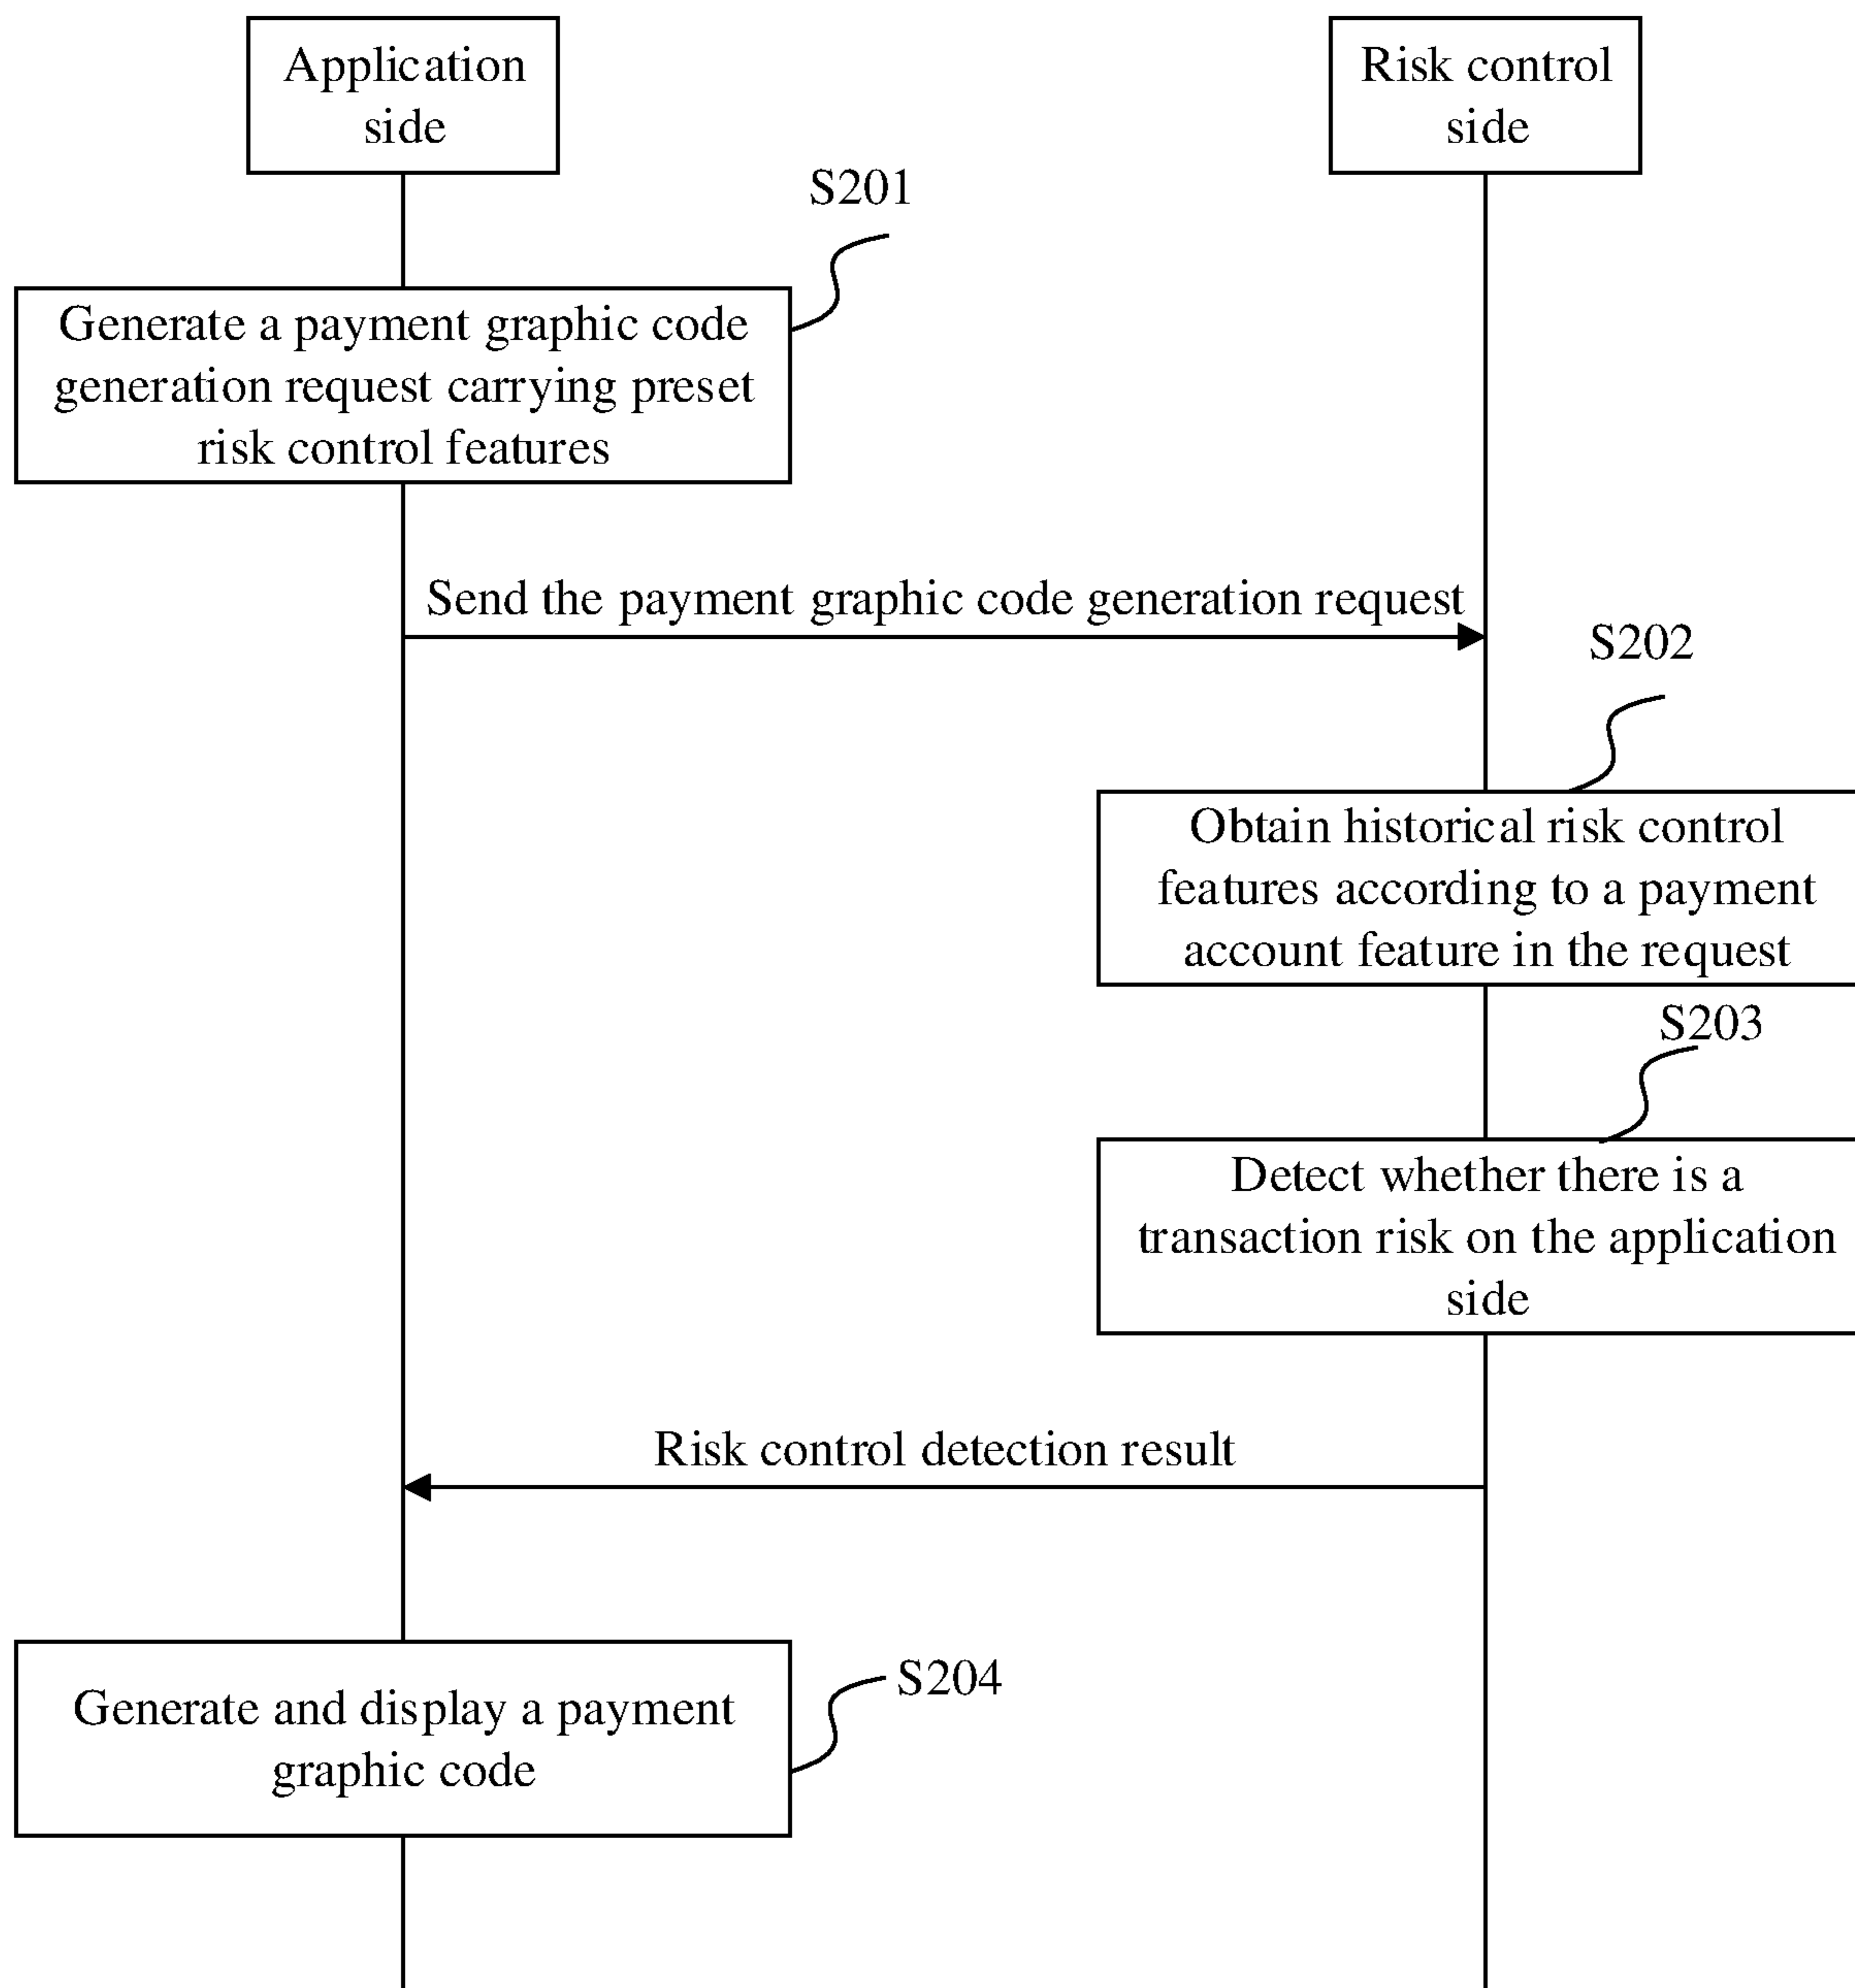 Application
side
Risk control
side
S201
Generate a payment graphic code
generation request carrying preset
risk control features
Send the payment graphic code generation request
S202
Obtain historical risk control
features according to a payment
account feature in the request
S203
Detect whether there is a
transaction risk on the application
side
Risk control detection result
S204
Generate and display a payment
graphic code